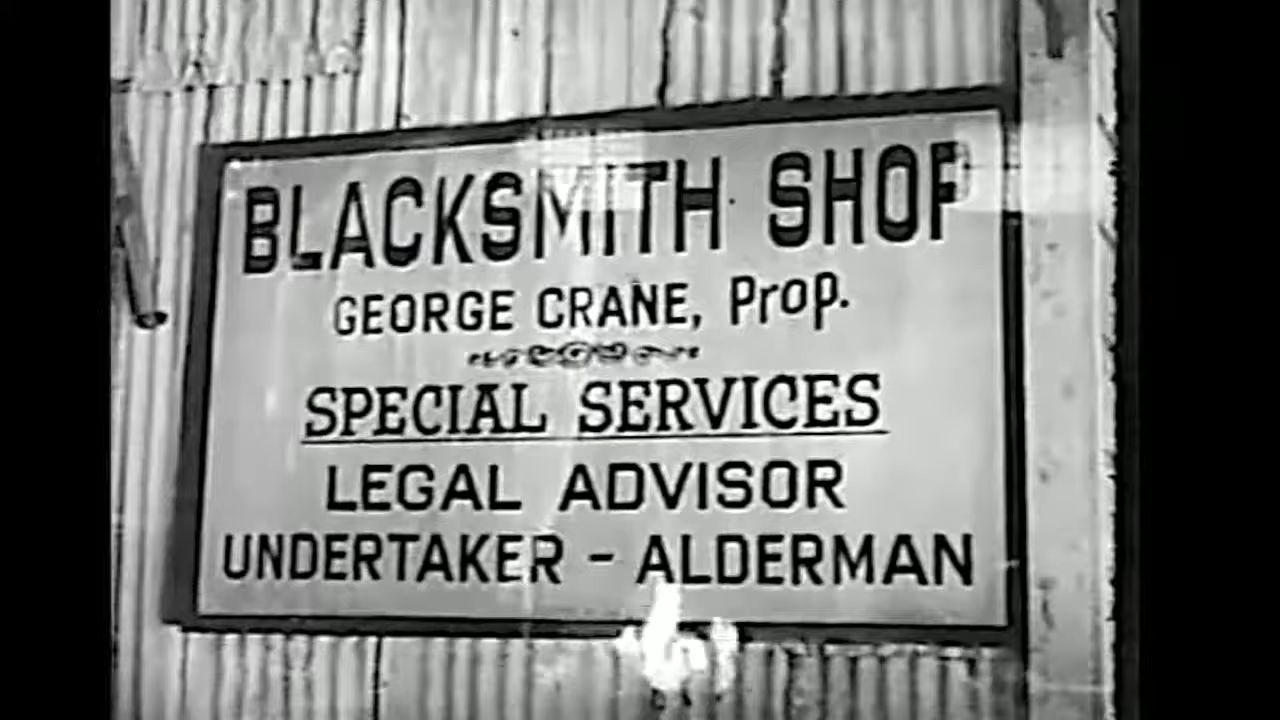 BLACKSMITH SHOP
GEORGE CRANE, Prop.
SPECIAL SERVICES
LEGAL ADVISOR
UNDERTAKER - ALDERMAN